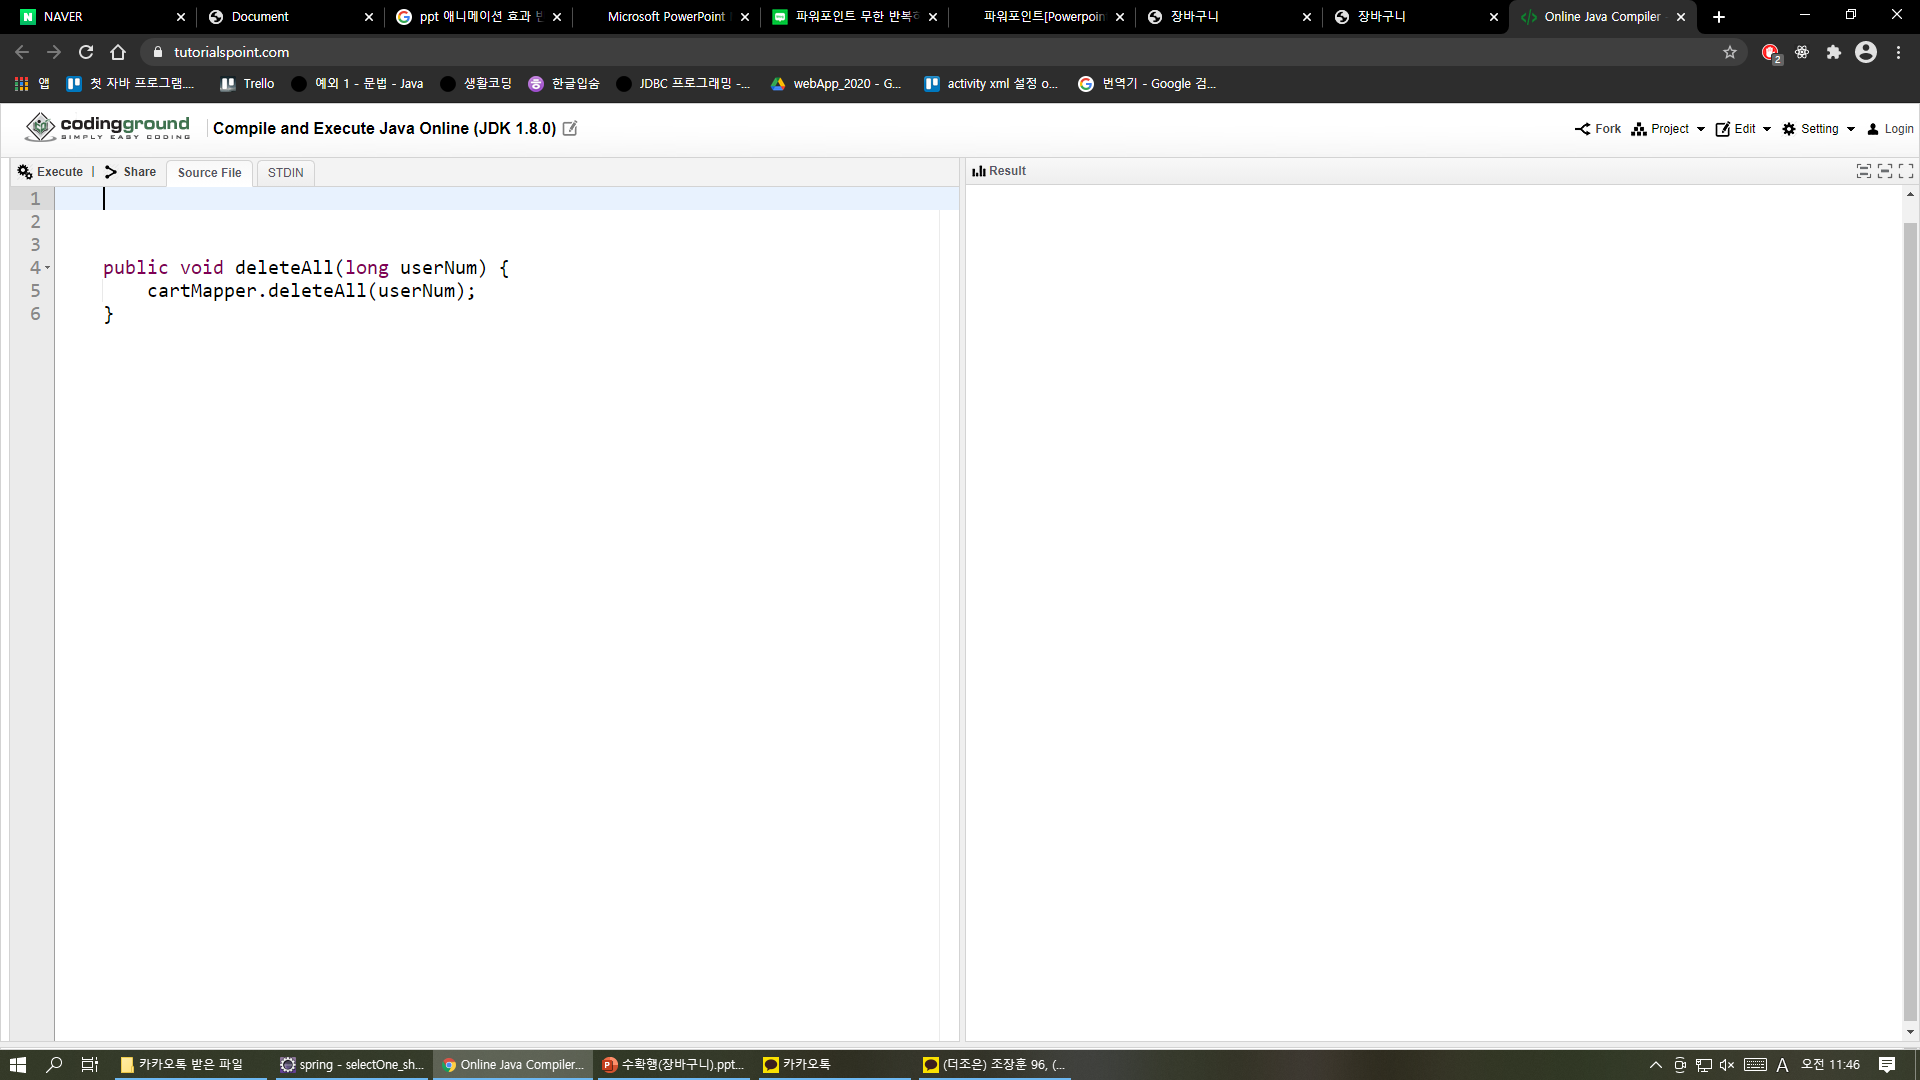 NAVER
Document
ppt 애니메이션 효과
Microsoft PowerPoint
파워포인트 무한 반복하
파워포인트[Powerpoin
장바구니
장바구니
Online Java Compiler
tutorialspoint.com
2
앱
첫 자바 프로그램....
Trello
예외 1 - 문법 - Java
생활코딩
한글입숨
JDBC 프로그래밍 -...
webApp_2020 - G...
activity xml 설정 o...
번역기 - Google 검...
codingground
SIMPLY EASY CODING
Compile and Execute Java Online (JDK 1.8.0)
Fork
Project
Edit
Setting
Login
Execute | Share
Source File
STDIN
Result
1
2
3
4 public void deleteAll(long userNum) {
5 cartMapper.deleteAll(userNum);
6 }
카카오톡 받은 파일
spring - selectOne_sh...
Online Java Compiler...
수확행(장바구니).ppt...
카카오톡
(더조은) 조장훈 96, (...
A
오전 11:46